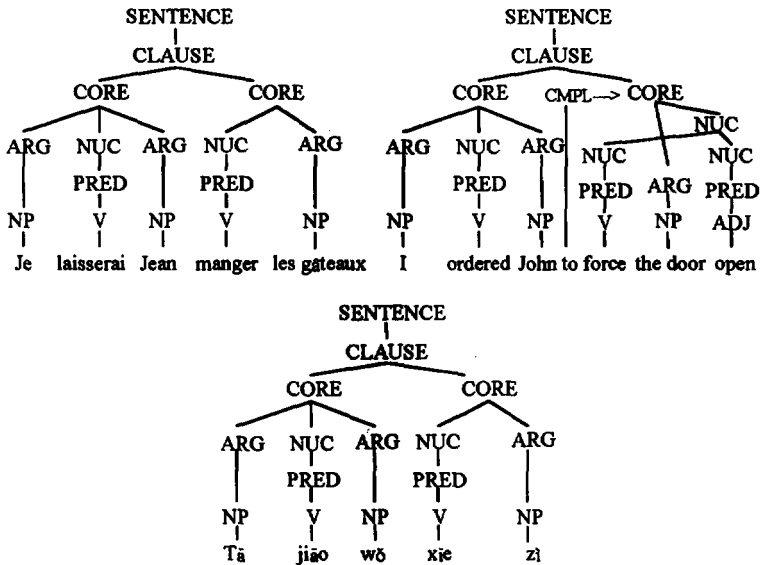 SENTENCE SENTENCE
CLAUSE CLAUSE
CORE CORE CORE CMPL CORE
NUC
ARG NUC ARG NUC ARG ARG NUC ARG NUC NUC
PRED PRED PRED PRED ARG PRED
NP V NP V NP NP V NP V NP ADJ
Je laisserai Jean manger les gâteaux I ordered John to force the door open
SENTENCE
CLAUSE
CORE CORE
ARG NUC ARG NUC ARG
PRED PRED
NP V NP V NP
Tā jiāo wǒ xiě zì